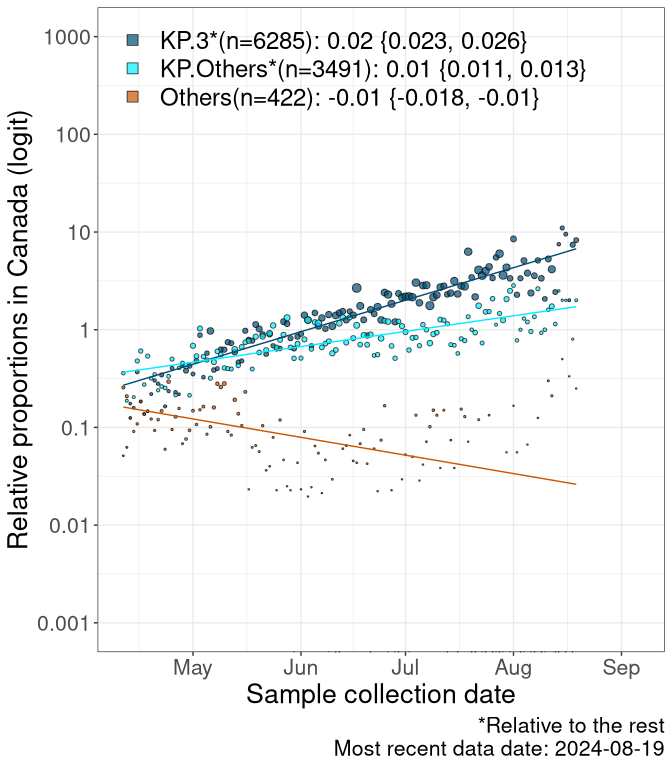 KP.3*(n=6285): 0.02 {0.023, 0.026}
KP.Others*(n=3491): 0.01 {0.011, 0.013}
Others(n=422): -0.01 {-0.018, -0.01}
Relative proportions in Canada (logit)
1000
100
10
1
0.1
0.01
0.001
May Jun Jul Aug Sep
Sample collection date
*Relative to the rest
Most recent data date: 2024-08-19